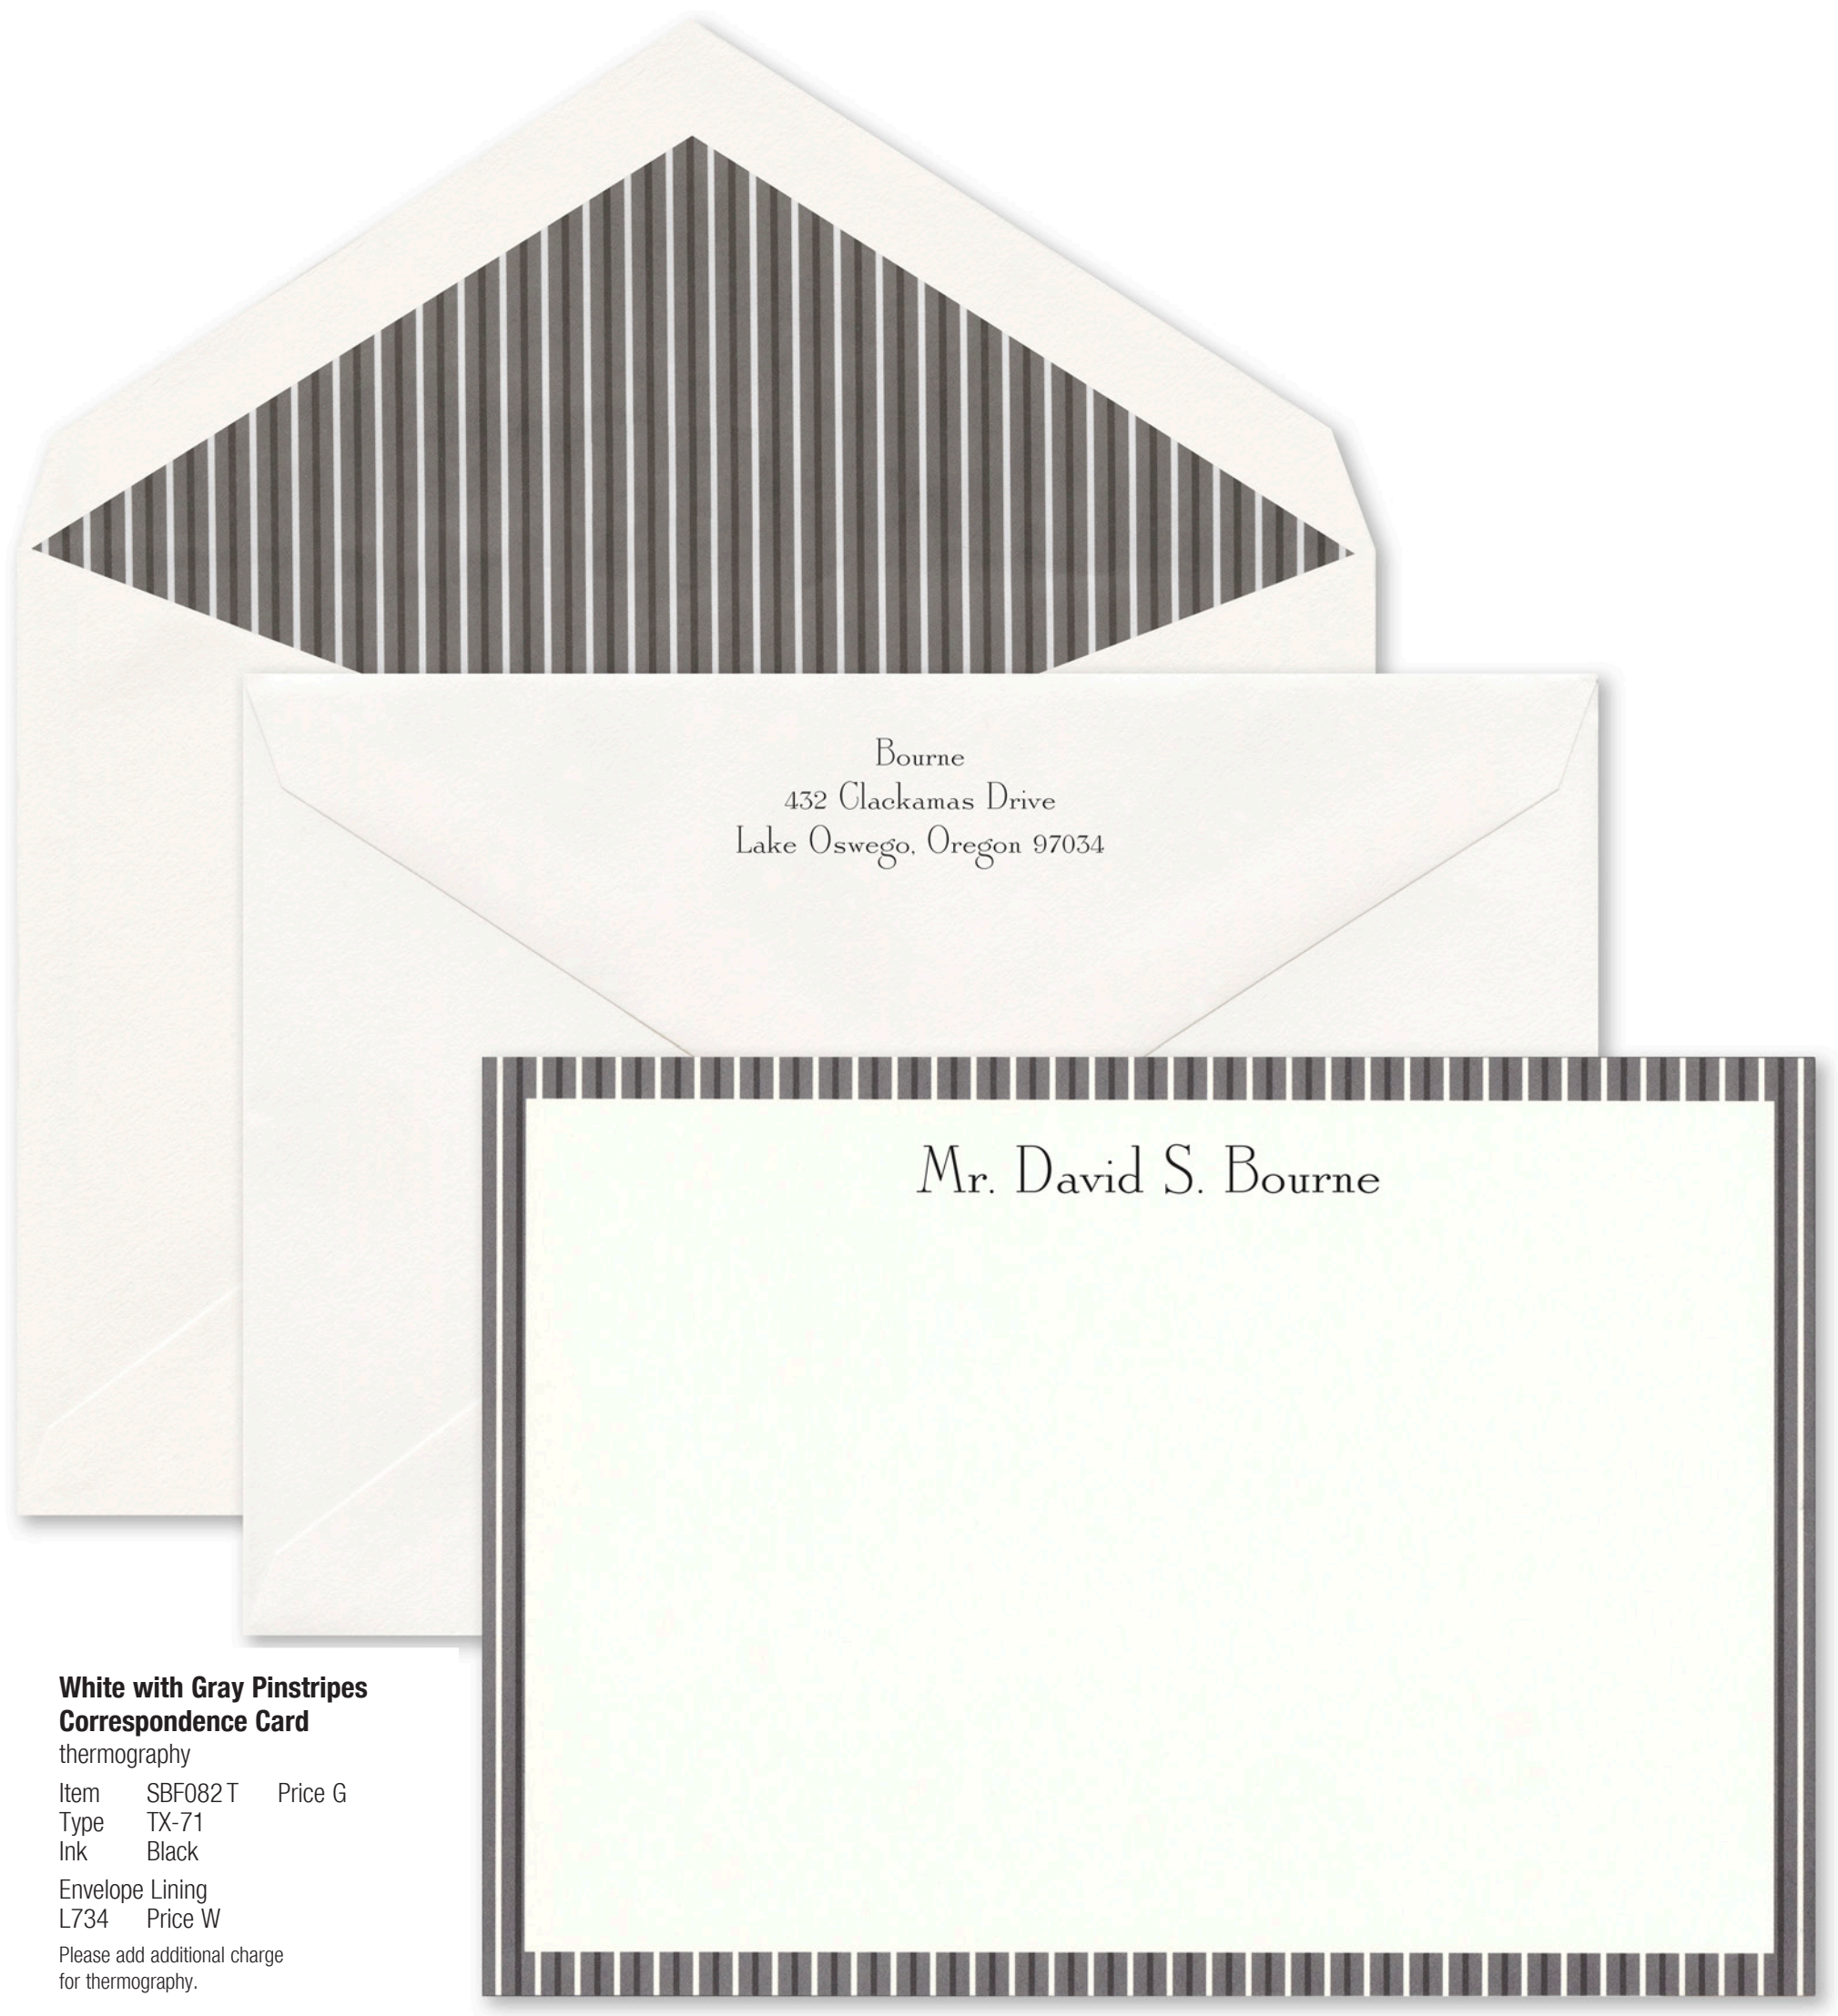 Bourne
432 Clackamas Drive
Lake Oswego, Oregon 97034
Mr. David S. Bourne
White with Gray Pinstripes
Correspondence Card
thermography
Item SBF082T Price G
Type TX-71
Ink Black
Envelope Lining
L734 Price W
Please add additional charge
for thermography.